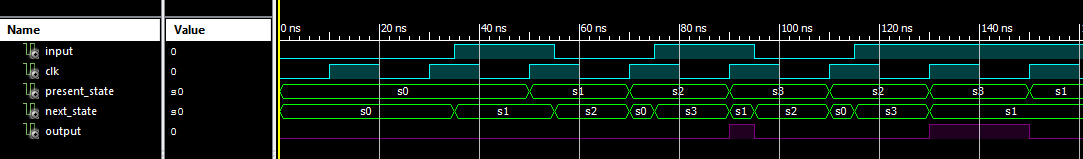 Name Value 0 ns 20 ns 40 ns 60 ns 80 ns 100 ns 120 ns 140 ns
input 0
clk 0
present_state s0 s0 s1 s2 s3 s2 s3 s1
next_state s0 s0 s1 s2 s0 s3 s1 s2 s0 s3 s1
output 0